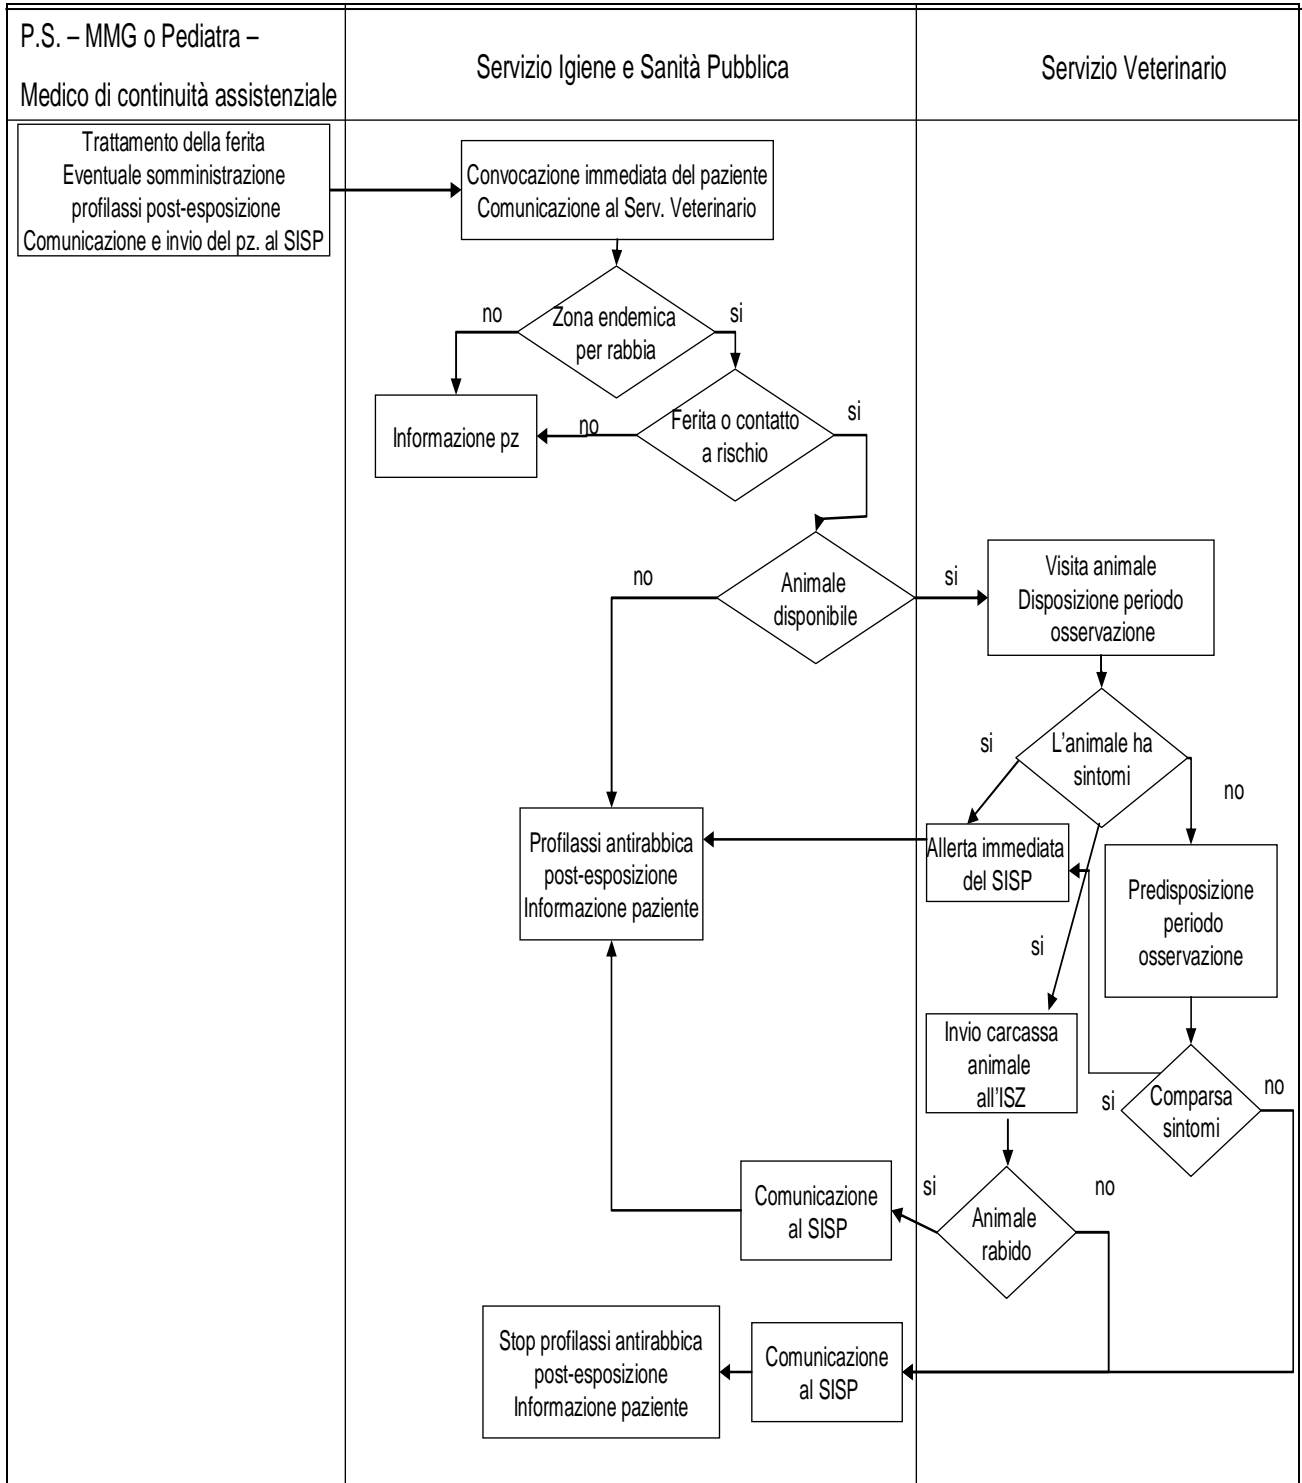 P.S. – MMG o Pediatra –
Medico di continuità assistenziale
Servizio Igiene e Sanità Pubblica
Servizio Veterinario
Trattamento della ferita
Eventuale somministrazione
profilassi post-esposizione
Comunicazione e invio del pz. al SISP
Convocazione immediata del paziente
Comunicazione al Serv. Veterinario
no
Zona endemica
per rabbia
si
Informazione pz
no
Ferita o contatto
a rischio
si
no
Animale
disponibile
si
Visita animale
Disposizione periodo
osservazione
si
L'animale ha
sintomi
no
Profilassi antirabbica
post-esposizione
Informazione paziente
Allerta immediata
del SISP
Predisposizione
periodo
osservazione
si
Invio carcassa
animale
all'ISZ
si
Comparsa
sintomi
no
Comunicazione
al SISP
si
Animale
rabido
no
Stop profilassi antirabbica
post-esposizione
Informazione paziente
Comunicazione
al SISP